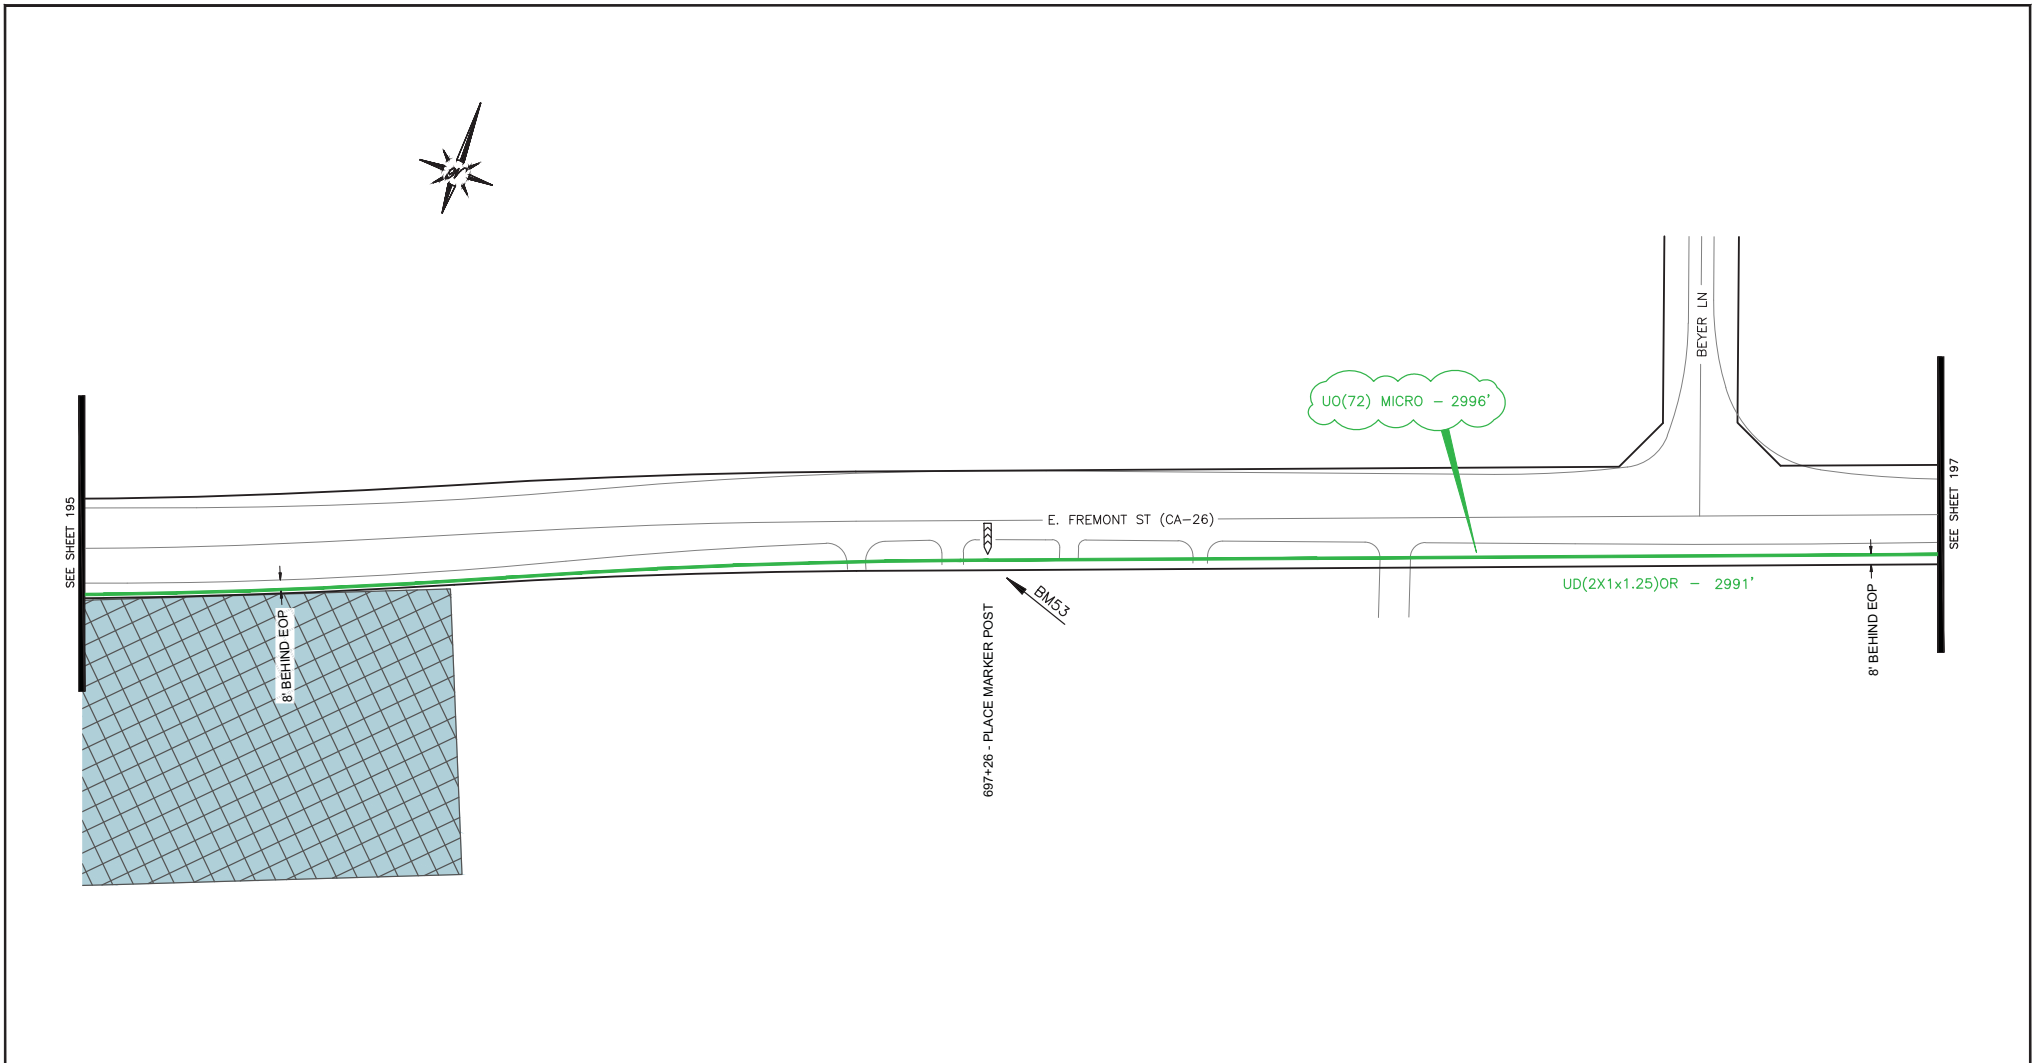 BEYER LN
UO(72) MICRO - 2996'
SEE SHEET 195
SEE SHEET 197
E. FREMONT ST (CA-26)
8' BEHIND EOP
BM53
UD(2X1x1.25)OR - 2991'
8' BEHIND EOP
697+26 - PLACE MARKER POST